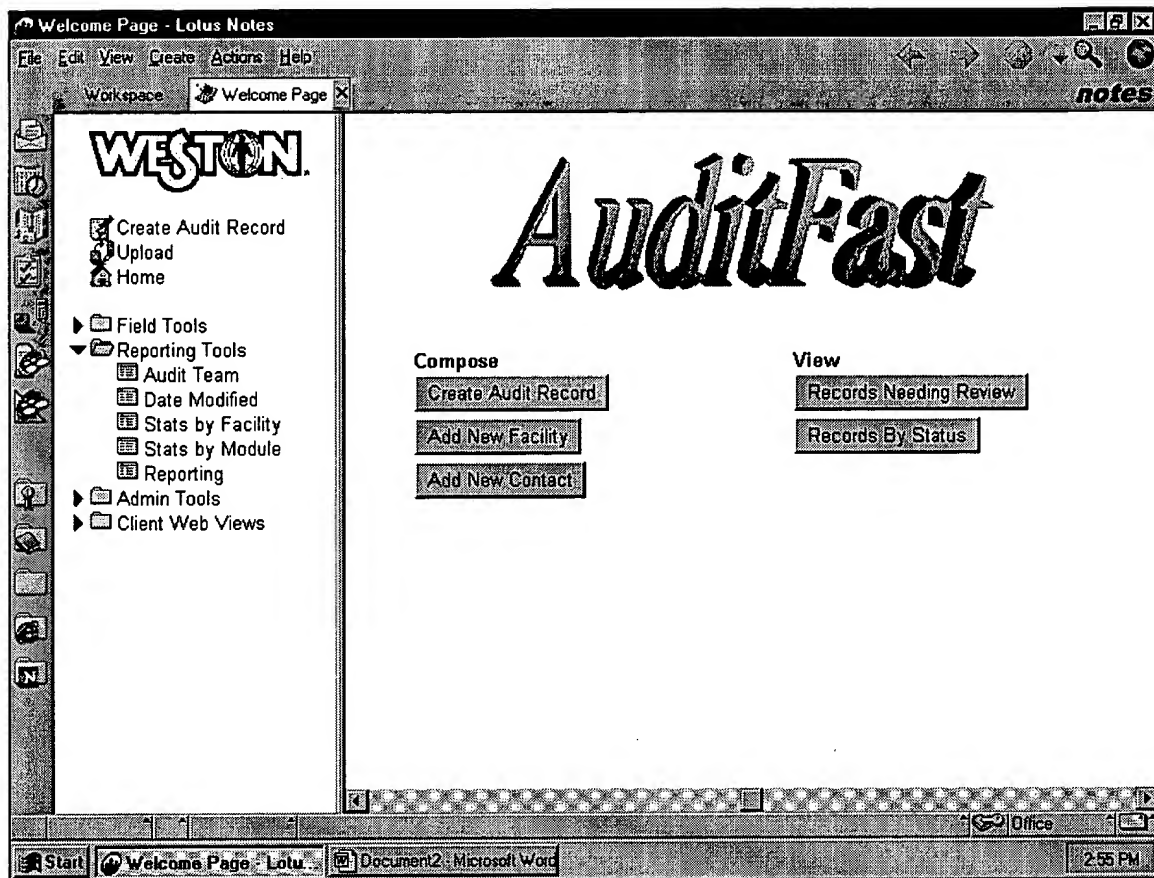 Welcome Page - Lotus Notes
File Edit View Create Actions Help
Workspace Welcome Page
notes
WESTON.
AuditFast
Create Audit Record
Upload
Home
Field Tools
Reporting Tools
Audit Team
Date Modified
Stats by Facility
Stats by Module
Reporting
Admin Tools
Client Web Views
Compose
Create Audit Record
Add New Facility
Add New Contact
View
Records Needing Review
Records By Status
Office
Start Welcome Page - Lotu... Document2 - Microsoft Word 2:55 PM